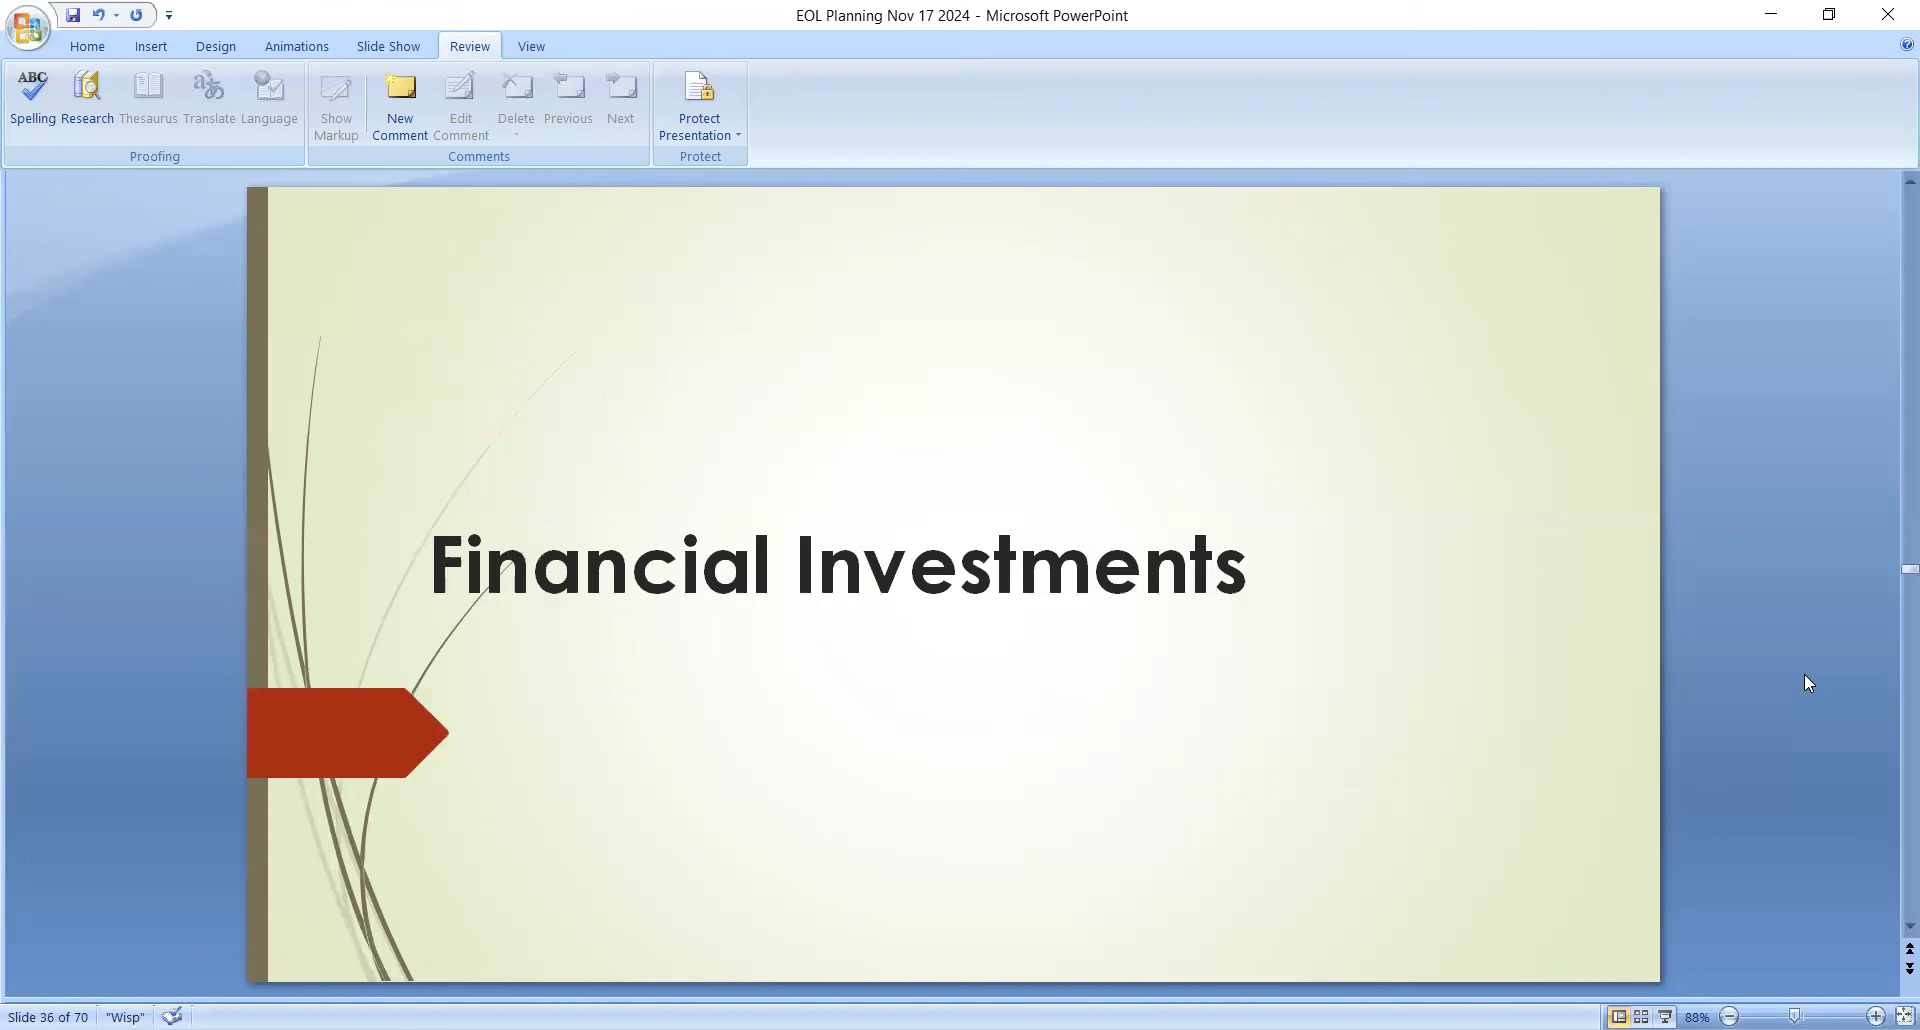 EOL Planning Nov 17 2024 - Microsoft PowerPoint
Home Insert Design Animations Slide Show Review View
ABC
Spelling Research Thesaurus Translate Language Show Markup New Comment Edit Comment Delete Previous Next Protect Presentation
Proofing Comments Protect
Financial Investments
Slide 36 of 70 "Wisp" 88%